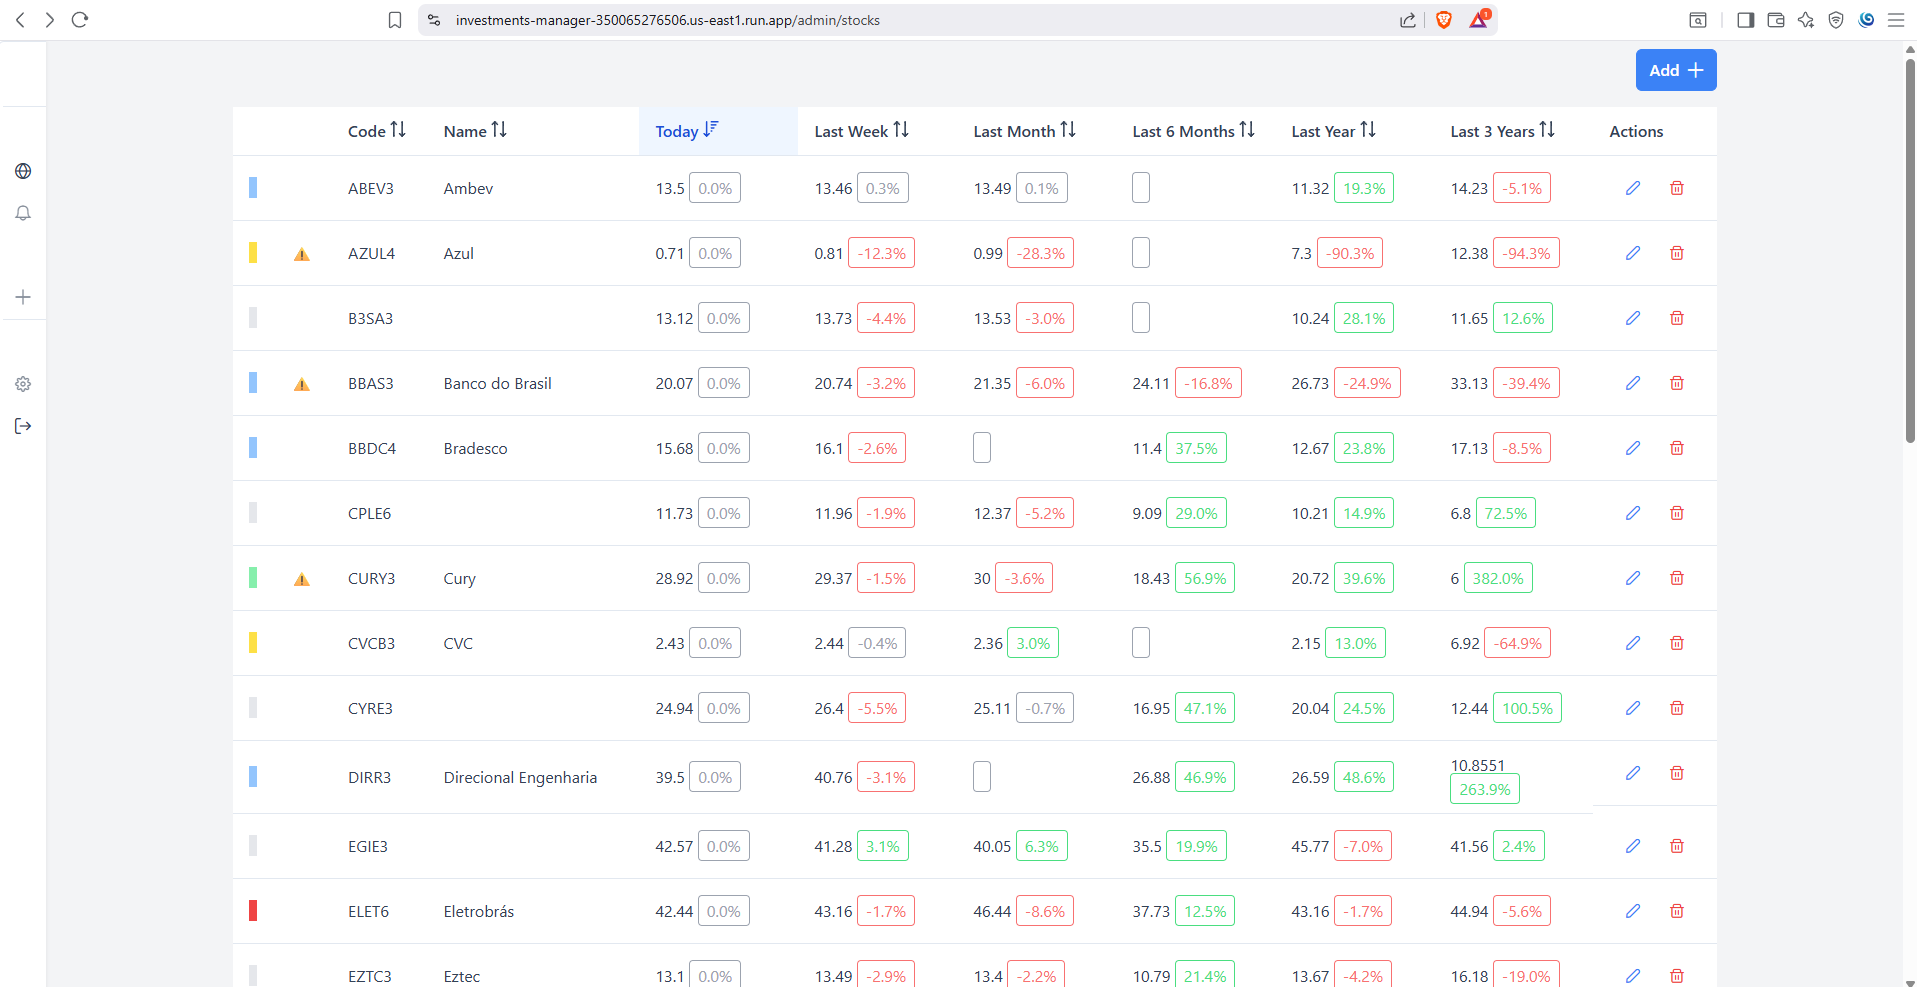 investments-manager-350065276506.us-east1.run.app/admin/stocks
1
Add
Code Name Today Last Week Last Month Last 6 Months Last Year Last 3 Years Actions
ABEV3 Ambev 13.5 0.0% 13.46 0.3% 13.49 0.1% 11.32 19.3% 14.23 -5.1%
AZUL4 Azul 0.71 0.0% 0.81 -12.3% 0.99 -28.3% 7.3 -90.3% 12.38 -94.3%
B3SA3 13.12 0.0% 13.73 -4.4% 13.53 -3.0% 10.24 28.1% 11.65 12.6%
BBAS3 Banco do Brasil 20.07 0.0% 20.74 -3.2% 21.35 -6.0% 24.11 -16.8% 26.73 -24.9% 33.13 -39.4%
BBDC4 Bradesco 15.68 0.0% 16.1 -2.6% 11.4 37.5% 12.67 23.8% 17.13 -8.5%
CPLE6 11.73 0.0% 11.96 -1.9% 12.37 -5.2% 9.09 29.0% 10.21 14.9% 6.8 72.5%
CURY3 Cury 28.92 0.0% 29.37 -1.5% 30 -3.6% 18.43 56.9% 20.72 39.6% 6 382.0%
CVCB3 CVC 2.43 0.0% 2.44 -0.4% 2.36 3.0% 2.15 13.0% 6.92 -64.9%
CYRE3 24.94 0.0% 26.4 -5.5% 25.11 -0.7% 16.95 47.1% 20.04 24.5% 12.44 100.5%
DIRR3 Direcional Engenharia 39.5 0.0% 40.76 -3.1% 26.88 46.9% 26.59 48.6% 10.8551
263.9%
EGIE3 42.57 0.0% 41.28 3.1% 40.05 6.3% 35.5 19.9% 45.77 -7.0% 41.56 2.4%
ELET6 Eletrobrás 42.44 0.0% 43.16 -1.7% 46.44 -8.6% 37.73 12.5% 43.16 -1.7% 44.94 -5.6%
EZTC3 Eztec 13.1 0.0% 13.49 -2.9% 13.4 -2.2% 10.79 21.4% 13.67 -4.2% 16.18 -19.0%